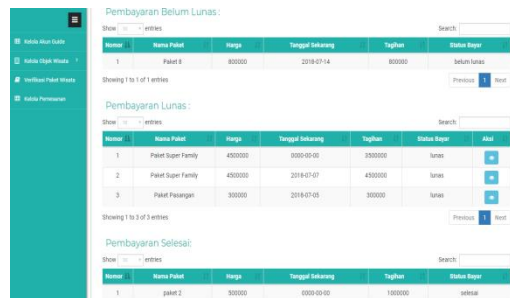 Pembayaran Belum Lunas :
Show 10 entries Search:
Kelola Akun Guide
Nomor Nama Paket Harga Tanggal Sekarang Tagihan Status Bayar
Kelola Objek Wisata
1 Paket 8 800000 2018-07-14 800000 belum lunas
Verifikasi Paket Wisata
Showing 1 to 1 of 1 entries Previous 1 Next
Kelola Pemesanan
Pembayaran Lunas :
Show 10 entries Search:
Nomor Nama Paket Harga Tanggal Sekarang Tagihan Status Bayar Aksi
1 Paket Super Family 4500000 0000-00-00 3500000 lunas
2 Paket Super Family 4500000 2018-07-07 4500000 lunas
3 Paket Pasangan 300000 2018-07-05 300000 lunas
Showing 1 to 3 of 3 entries Previous 1 Next
Pembayaran Selesai:
Show 10 entries Search:
Nomor Nama Paket Harga Tanggal Sekarang Tagihan Status Bayar
1 paket 2 500000 0000-00-00 1000000 selesai